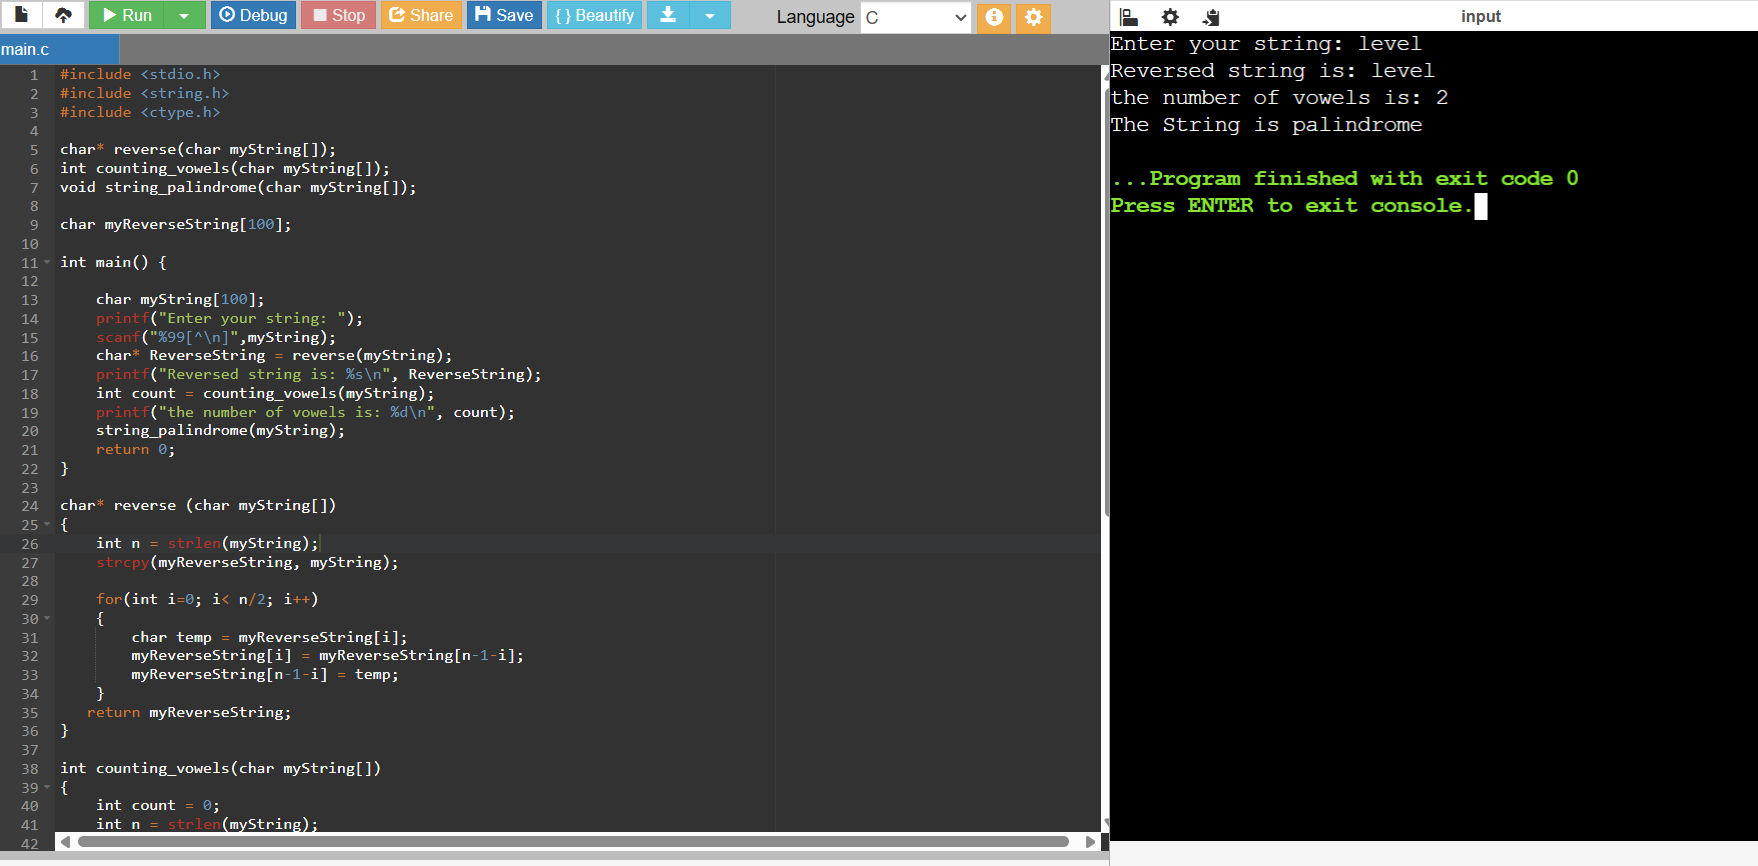 Run
Debug
Stop
Share
Save
{ } Beautify
Language
C
input
main.c
1 #include <stdio.h>
2 #include <string.h>
3 #include <ctype.h>
4
5 char* reverse(char myString[]);
6 int counting_vowels(char myString[]);
7 void string_palindrome(char myString[]);
8
9 char myReverseString[100];
10
11 int main() {
12
13 char myString[100];
14 printf("Enter your string: ");
15 scanf("%99[^\n]",myString);
16 char* ReverseString = reverse(myString);
17 printf("Reversed string is: %s\n", ReverseString);
18 int count = counting_vowels(myString);
19 printf("the number of vowels is: %d\n", count);
20 string_palindrome(myString);
21 return 0;
22 }
23
24 char* reverse (char myString[])
25 {
26 int n = strlen(myString);
27 strcpy(myReverseString, myString);
28
29 for(int i=0; i< n/2; i++)
30 {
31 char temp = myReverseString[i];
32 myReverseString[i] = myReverseString[n-1-i];
33 myReverseString[n-1-i] = temp;
34 }
35 return myReverseString;
36 }
37
38 int counting_vowels(char myString[])
39 {
40 int count = 0;
41 int n = strlen(myString);
42
Enter your string: level
Reversed string is: level
the number of vowels is: 2
The String is palindrome
...Program finished with exit code 0
Press ENTER to exit console.